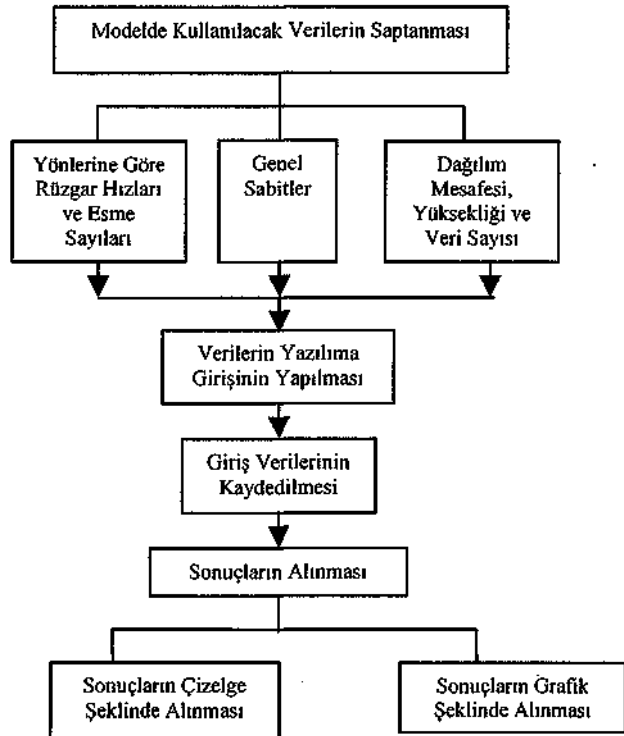 Modelde Kullanılacak Verilerin Saptanması
Yönlerine Göre
Rüzgar Hızları
ve Esme
Sayıları
Genel
Sabitler
Dağılım
Mesafesi,
Yüksekliği ve
Veri Sayısı
Verilerin Yazılıma
Girişinin Yapılması
Giriş Verilerinin
Kaydedilmesi
Sonuçların Alınması
Sonuçların Çizelge
Şeklinde Alınması
Sonuçların Grafik
Şeklinde Alınması